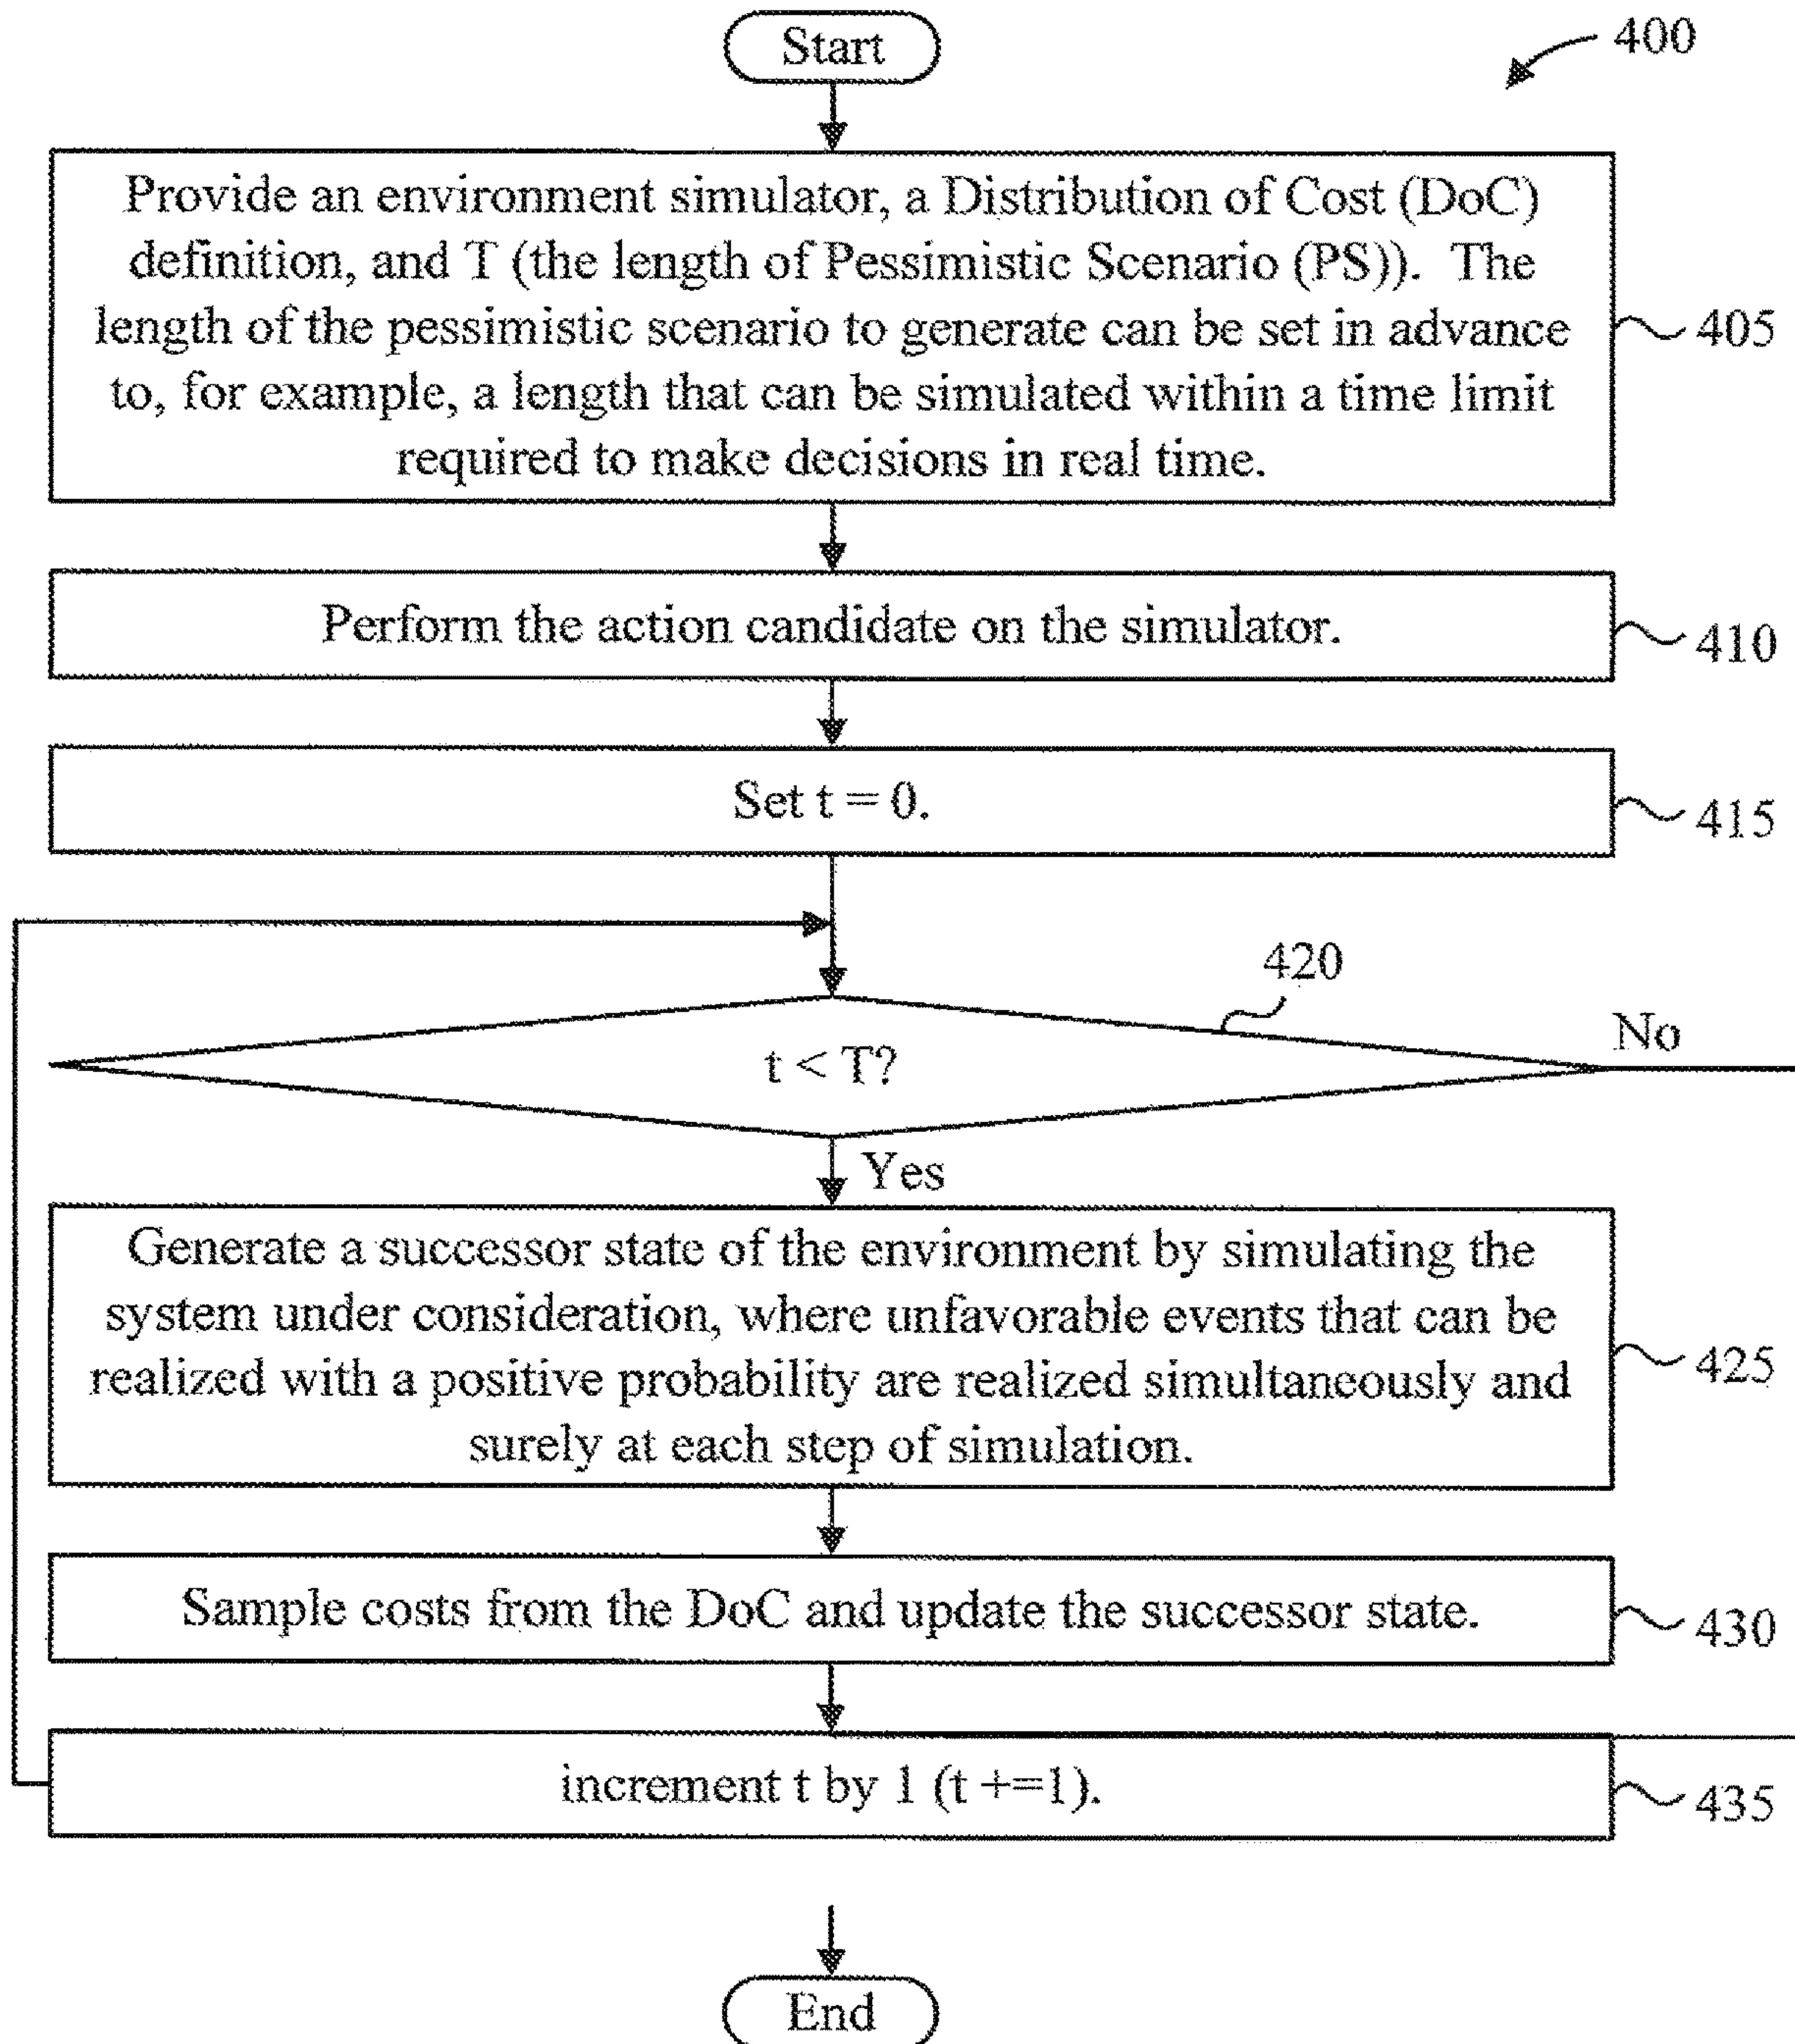 Start
400
Provide an environment simulator, a Distribution of Cost (DoC)
definition, and T (the length of Pessimistic Scenario (PS)). The
length of the pessimistic scenario to generate can be set in advance
to, for example, a length that can be simulated within a time limit
required to make decisions in real time.
405
Perform the action candidate on the simulator.
410
Set t = 0.
415
420
t < T?
No
Yes
Generate a successor state of the environment by simulating the
system under consideration, where unfavorable events that can be
realized with a positive probability are realized simultaneously and
surely at each step of simulation.
425
Sample costs from the DoC and update the successor state.
430
increment t by 1 (t +=1).
435
End